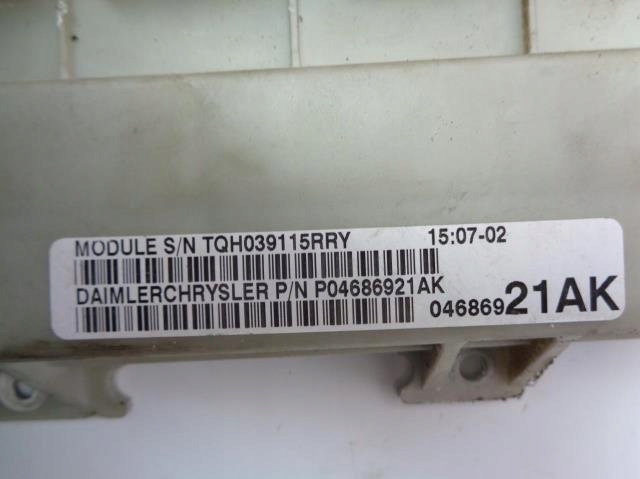 MODULE S/N TQH039115RRY 15:07-02
DAIMLERCHRYSLER P/N P04686921AK
04686921AK